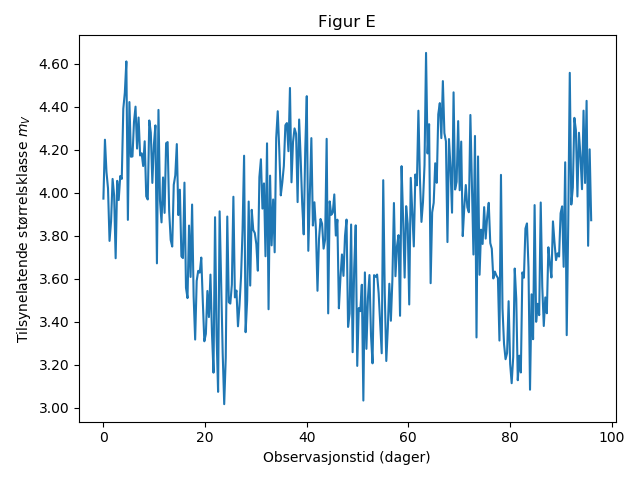 Figur E
Tilsynelatende størrelsesklasse m_V
4.60
4.40
4.20
4.00
3.80
3.60
3.40
3.20
3.00
0 20 40 60 80 100
Observasjonstid (dager)